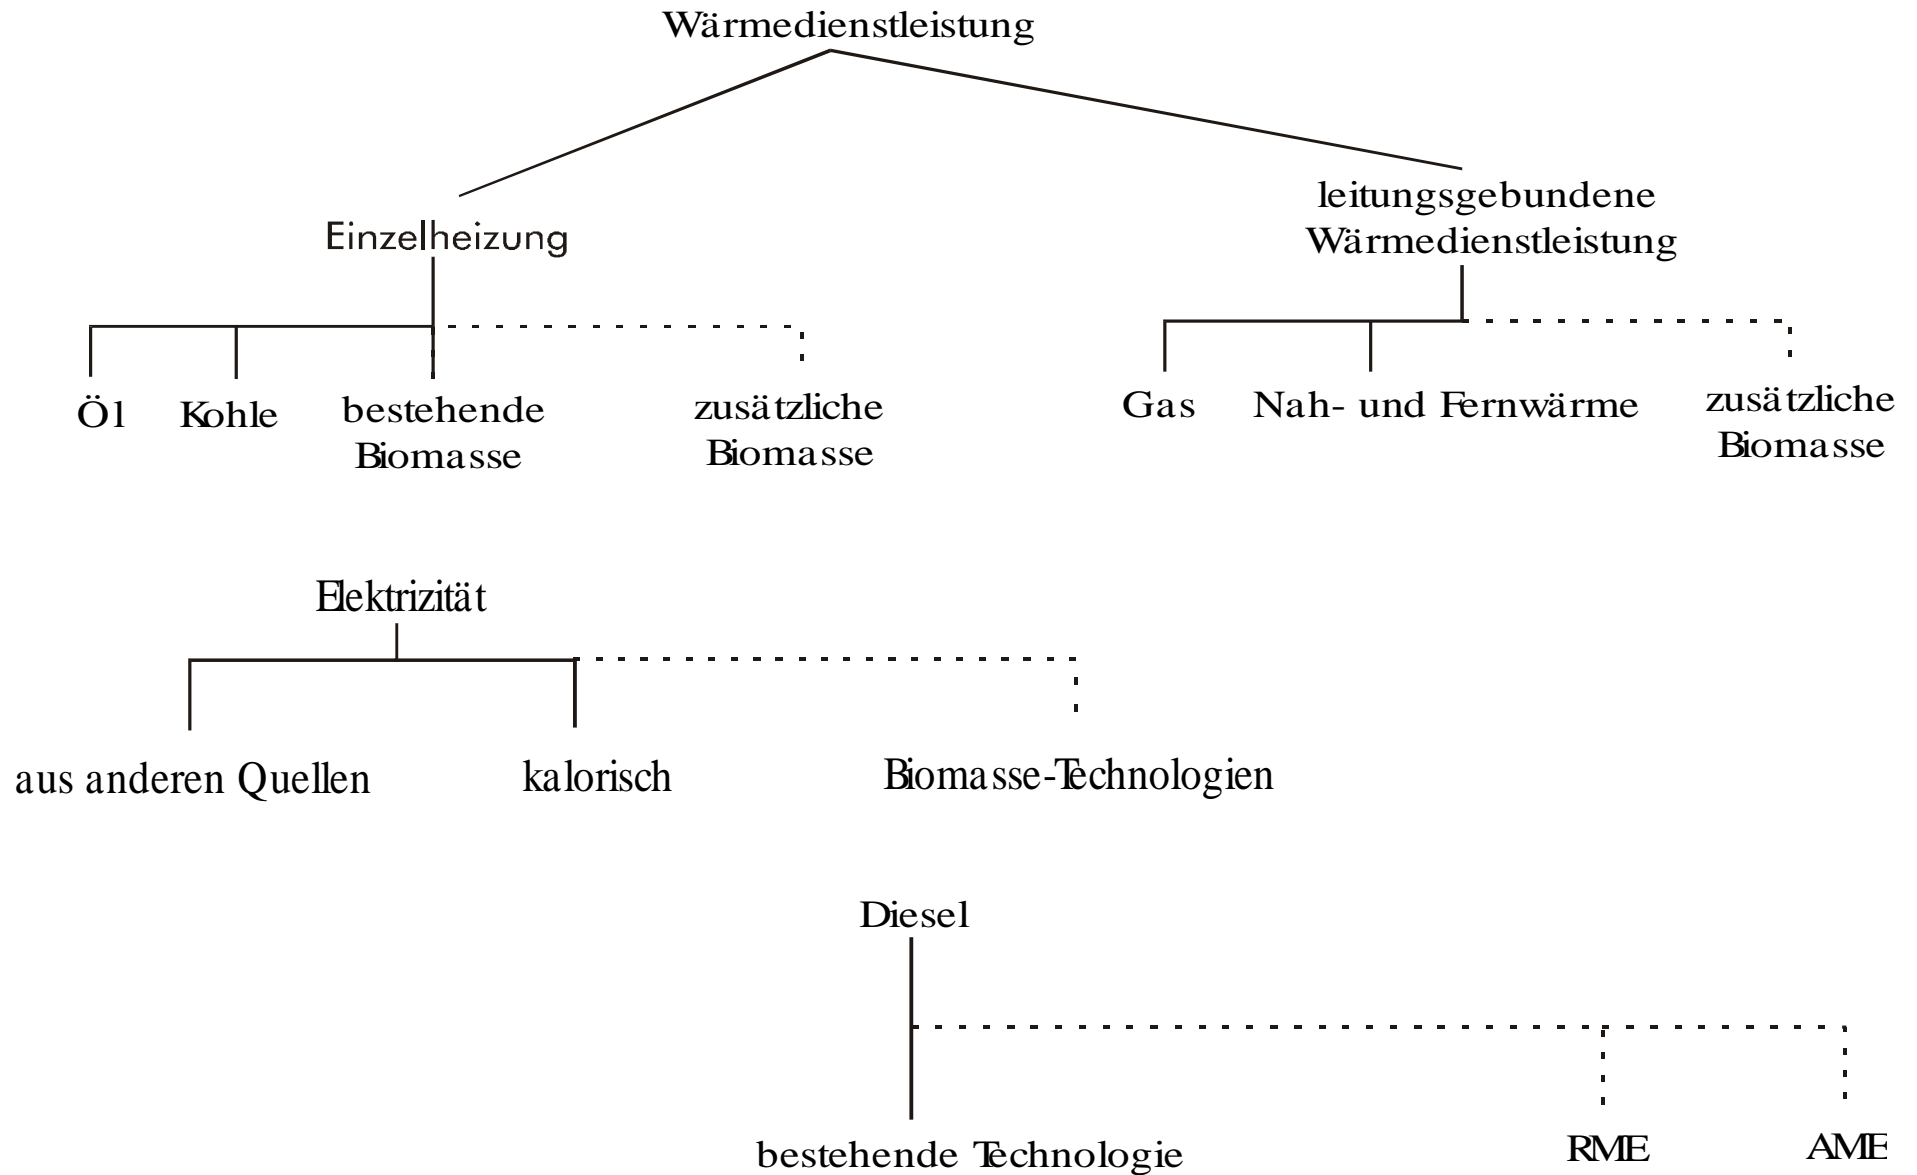 Wärmedienstleistung
Einzelheizung
leitungsgebundene
Wärmedienstleistung
Öl
Kohle
bestehende
Biomasse
zusätzliche
Biomasse
Gas
Nah- und Fernwärme
zusätzliche
Biomasse
Elektrizität
aus anderen Quellen
kalorisch
Biomasse-Technologien
Diesel
bestehende Technologie
RME
AME